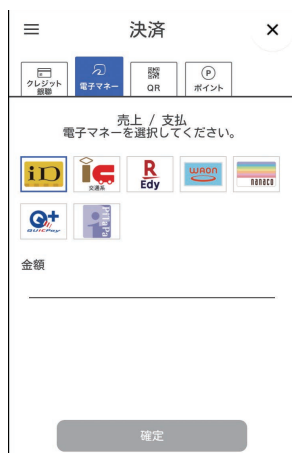 決済
クレジット
銀聯
電子マネー
QR
ポイント
売上 / 支払
電子マネーを選択してください。
iD
交通系
R
Edy
WAON
nanaco
Q+
QUICPay
PiTaPa
金額
確定